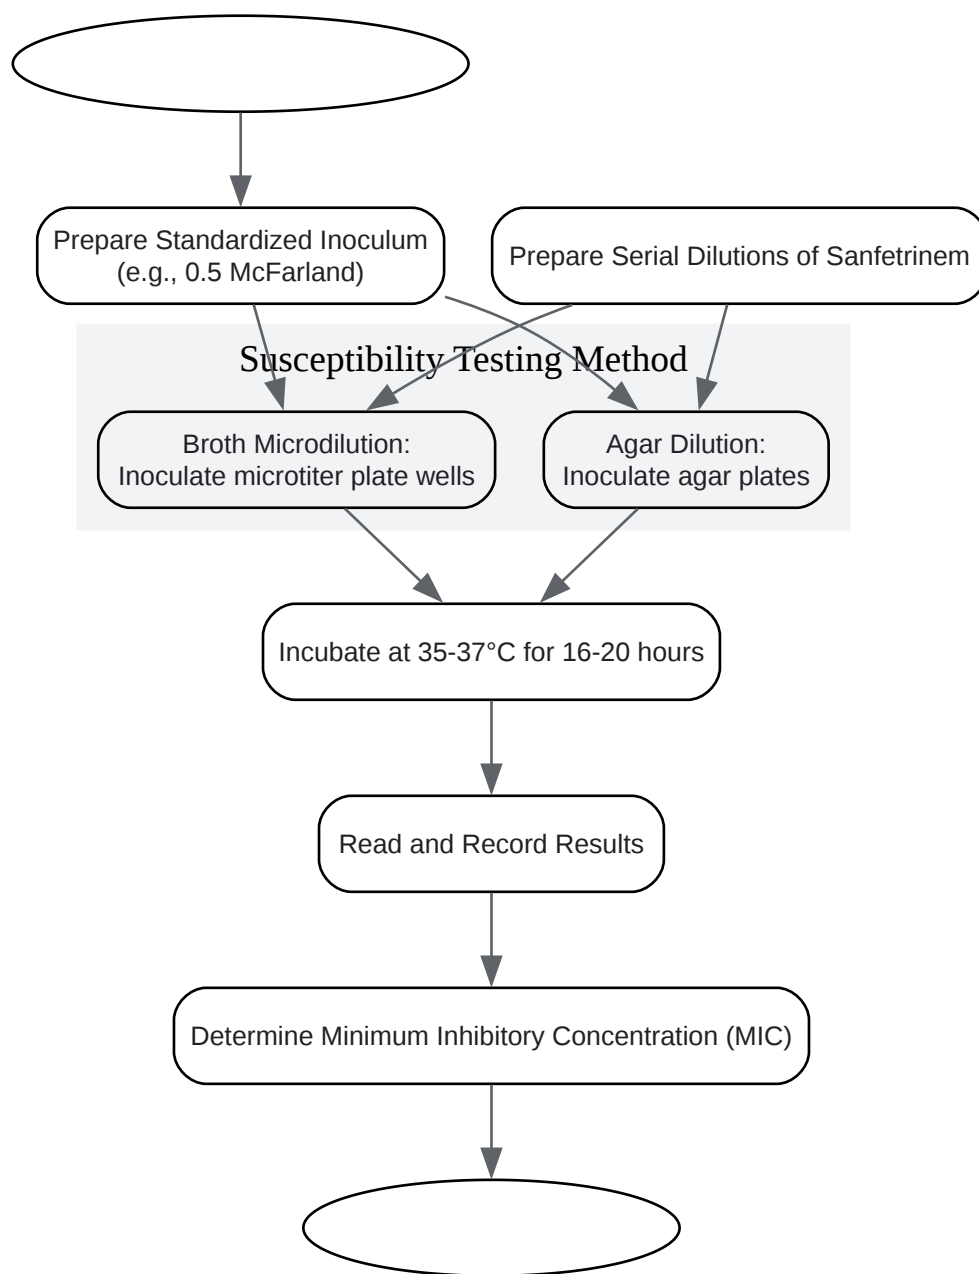 Prepare Standardized Inoculum
(e.g., 0.5 McFarland)
Prepare Serial Dilutions of Sanfetrinem
Susceptibility Testing Method
Broth Microdilution:
Inoculate microtiter plate wells
Agar Dilution:
Inoculate agar plates
Incubate at 35-37°C for 16-20 hours
Read and Record Results
Determine Minimum Inhibitory Concentration (MIC)